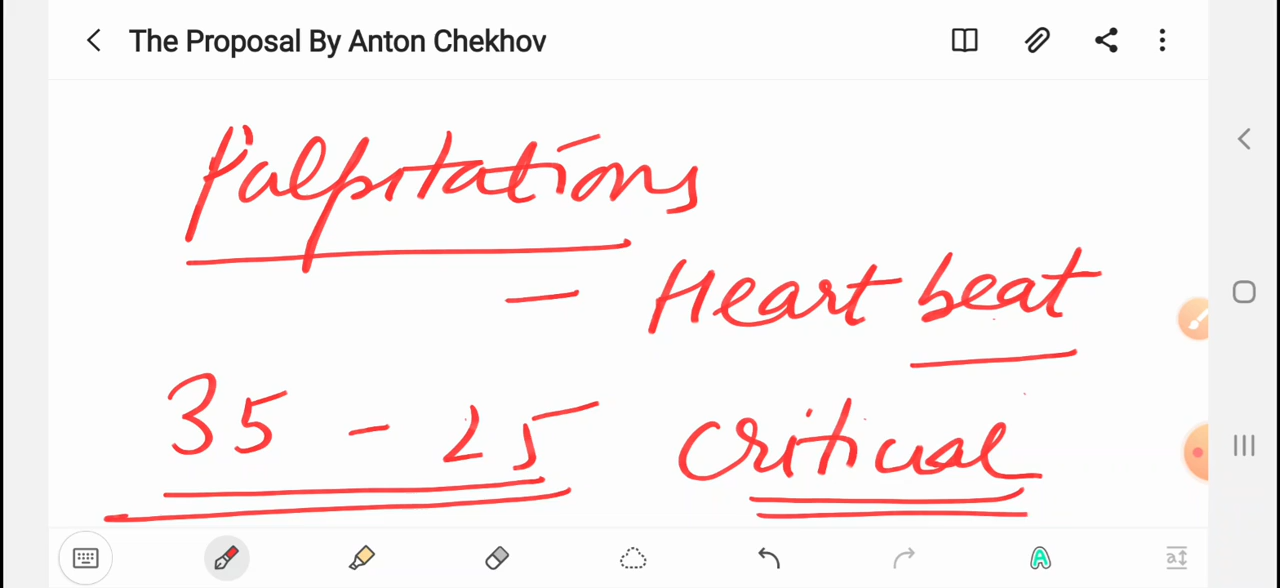 The Proposal By Anton Chekhov
Palpitations
- Heart beat
35 - 25 critical